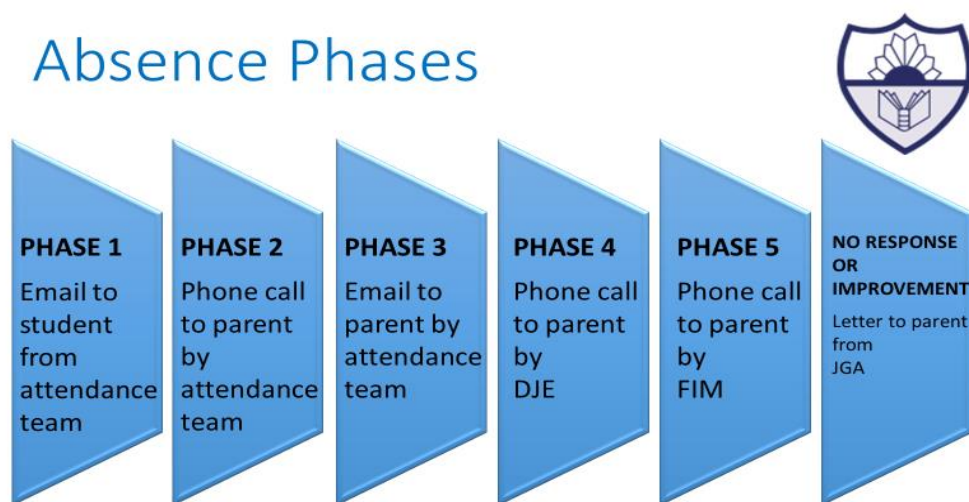 Absence Phases
PHASE 1
Email to
student
from
attendance
team
PHASE 2
Phone call
to parent
by
attendance
team
PHASE 3
Email to
parent by
attendance
team
PHASE 4
Phone call
to parent
by
DJE
PHASE 5
Phone call
to parent
by
FIM
NO RESPONSE
OR
IMPROVEMENT
Letter to parent
from
JGA